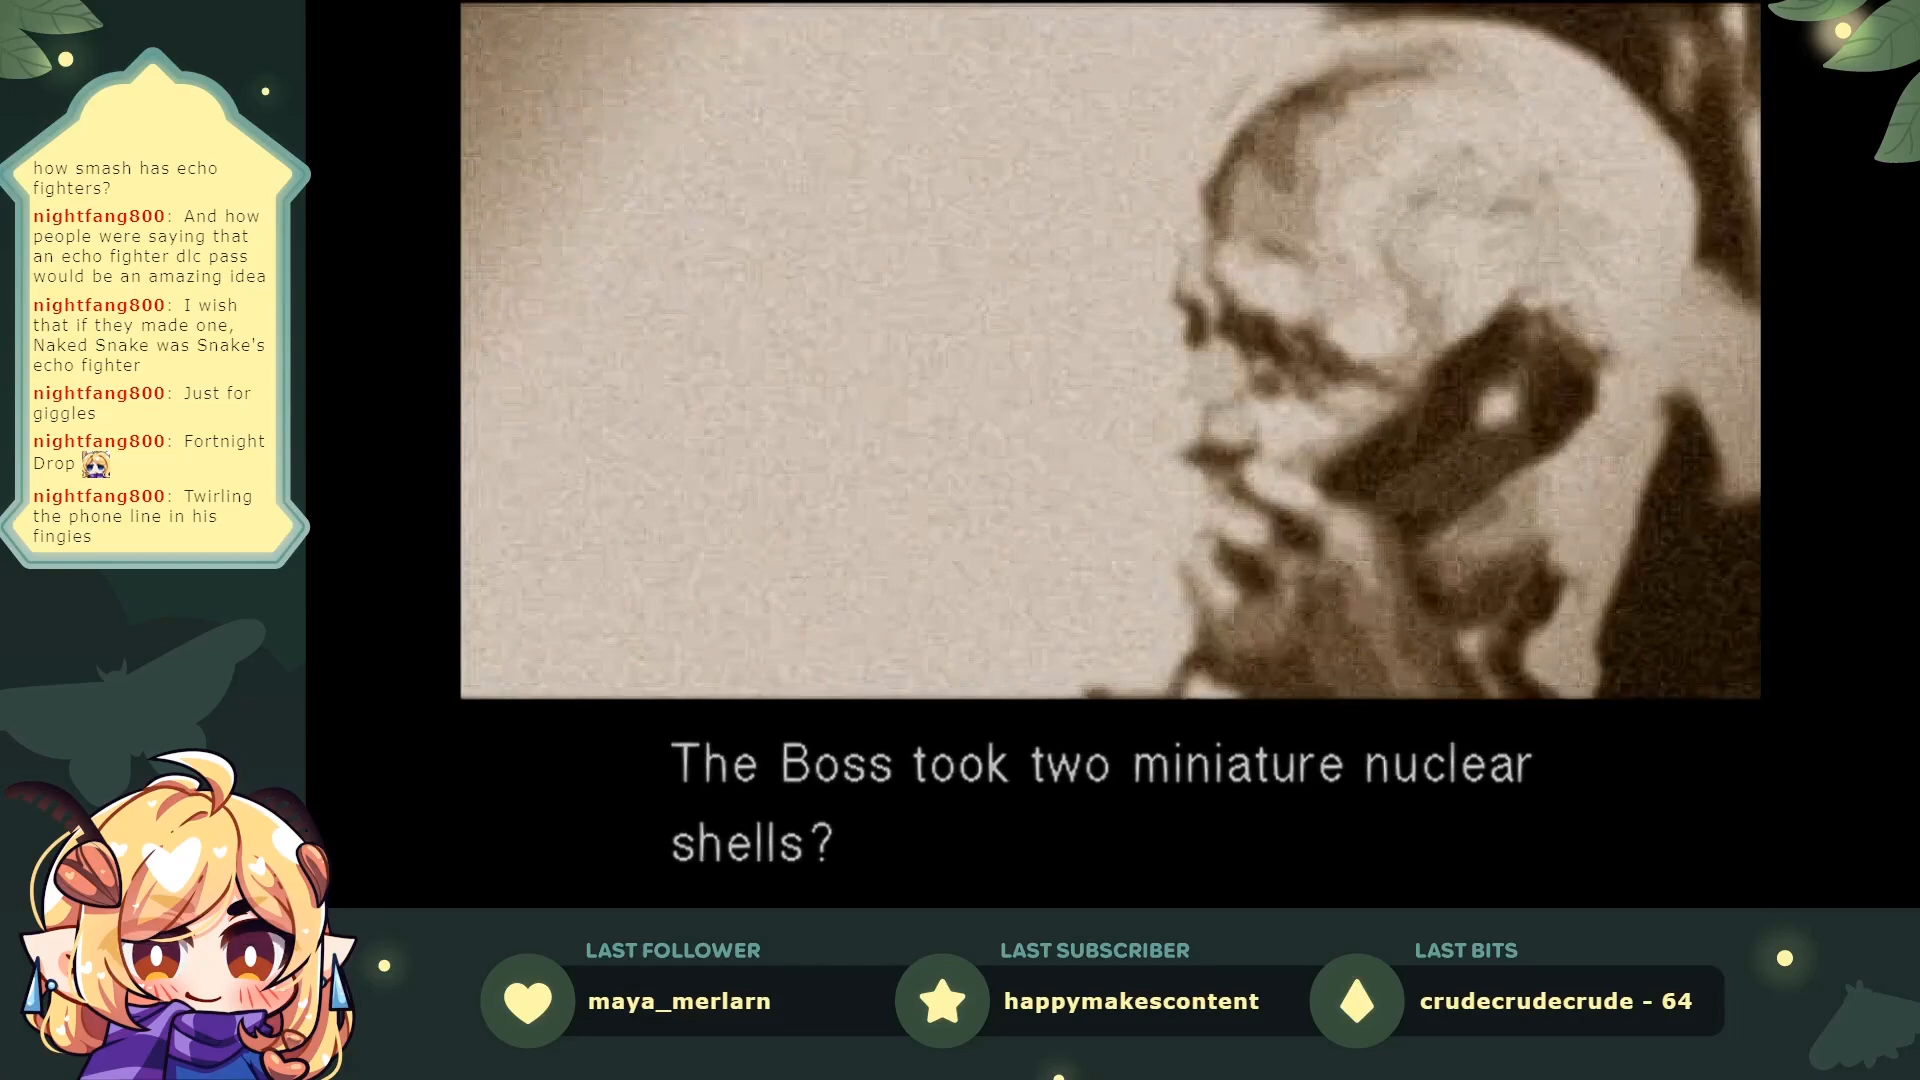 how smash has echo
fighters?
nightfang800: And how
people were saying that
an echo fighter dlc pass
would be an amazing idea
nightfang800: I wish
that if they made one,
Naked Snake was Snake's
echo fighter
nightfang800: Just for
giggles
nightfang800: Fortnight
Drop
nightfang800: Twirling
the phone line in his
fingies
The Boss took two miniature nuclear
shells?
LAST FOLLOWER
maya_merlarn
LAST SUBSCRIBER
happymakescontent
LAST BITS
crudecrudecrude - 64